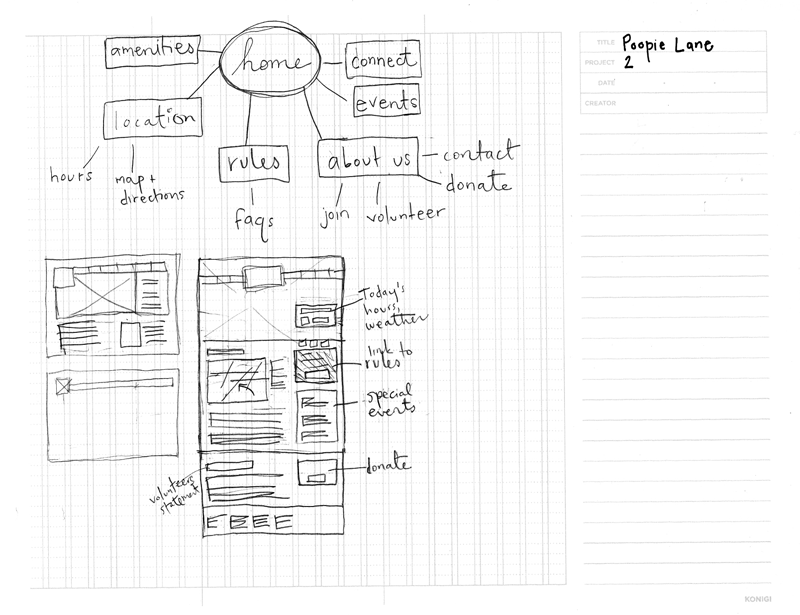 amenities
home
connect
events
location
hours
map +
directions
rules
faqs
about us
contact
donate
join
volunteer
Today's
hours,
weather
link to
rules
special
events
donate
volunteers
statement
TITLE Poopie Lane
PROJECT 2
DATE
CREATOR
KONIGI